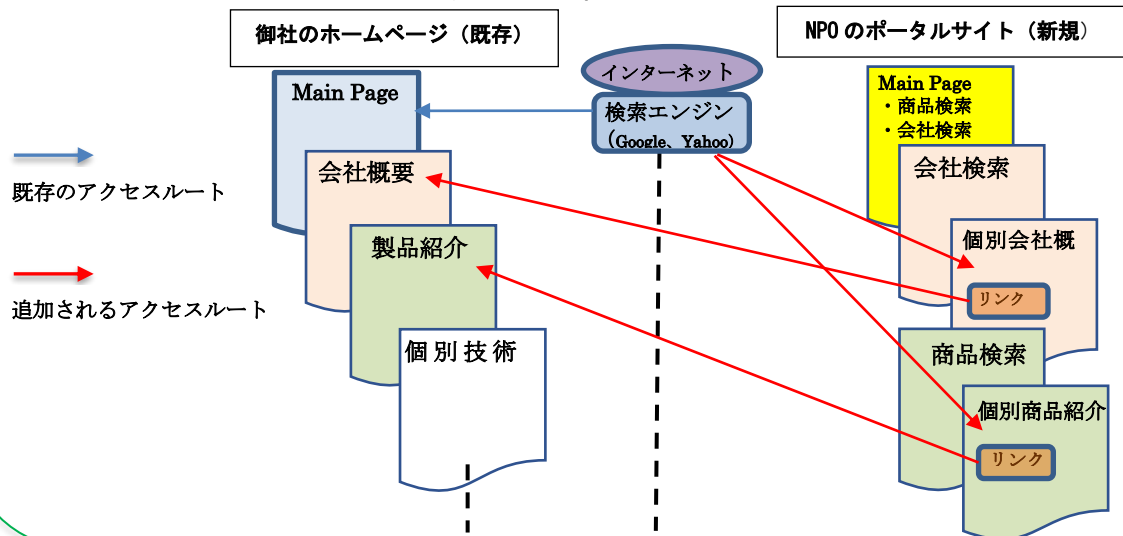 御社のホームページ（既存）
NPOのポータルサイト（新規）
インターネット
検索エンジン
（Google、Yahoo）
Main Page
会社概要
製品紹介
個別技術
既存のアクセスルート
追加されるアクセスルート
Main Page
・商品検索
・会社検索
会社検索
個別会社概
リンク
商品検索
個別商品紹介
リンク